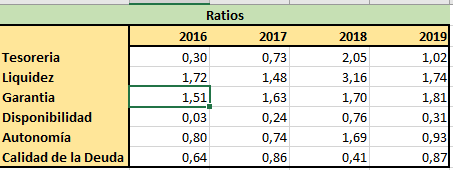 Ratios
2016 2017 2018 2019
Tesoreria 0,30 0,73 2,05 1,02
Liquidez 1,72 1,48 3,16 1,74
Garantia 1,51 1,63 1,70 1,81
Disponibilidad 0,03 0,24 0,76 0,31
Autonomía 0,80 0,74 1,69 0,93
Calidad de la Deuda 0,64 0,86 0,41 0,87